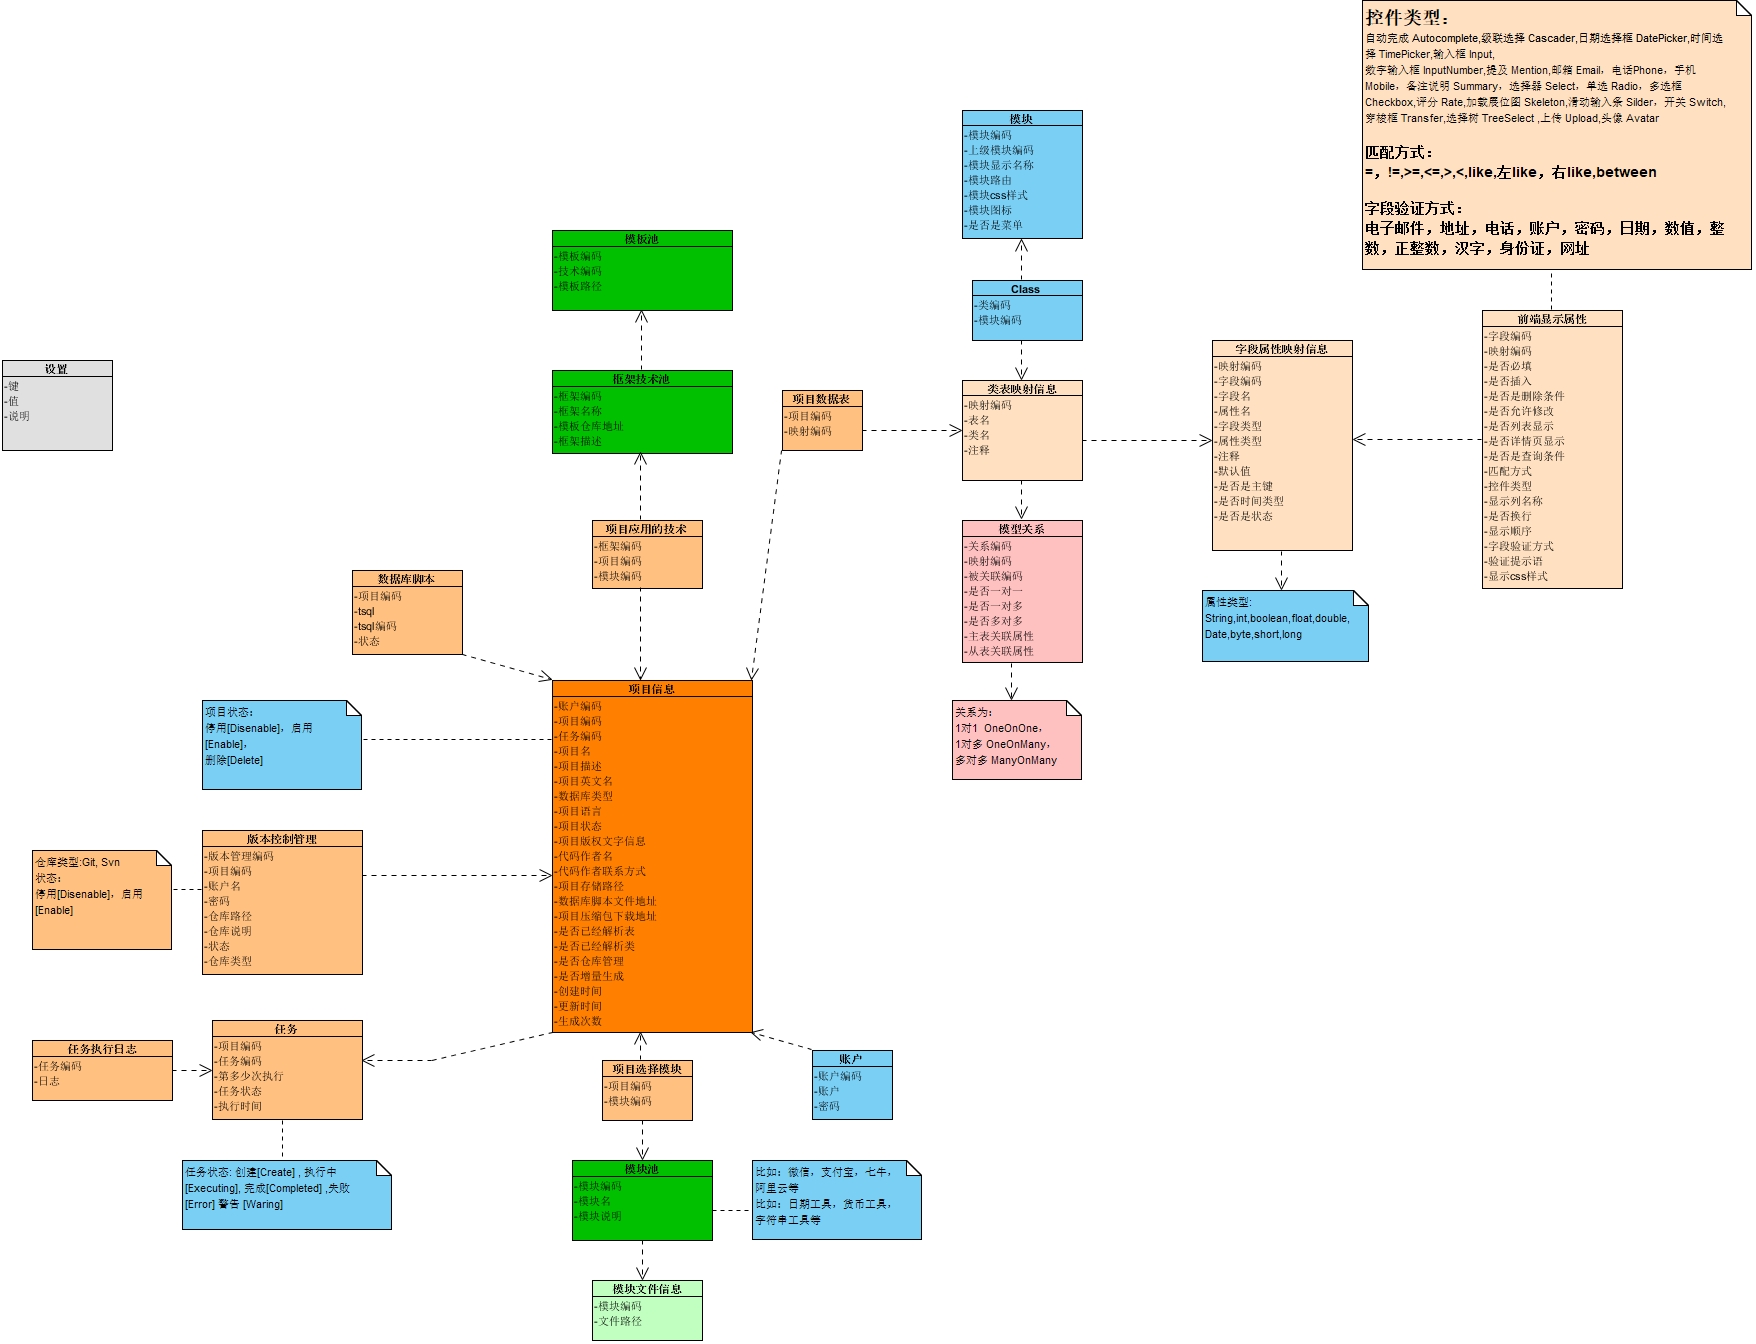 控件类型：
自动完成 Autocomplete,级联选择 Cascader,日期选择框 DatePicker,时间选
择 TimePicker,输入框 Input,
数字输入框 InputNumber,提及 Mention,邮箱 Email，电话Phone，手机
Mobile，备注说明 Summary，选择器 Select，单选 Radio，多选框
Checkbox,评分 Rate,加载展位图 Skeleton,滑动输入条 Silder，开关 Switch,
穿梭框 Transfer,选择树 TreeSelect ,上传 Upload,头像 Avatar
匹配方式：
=，!=,>=,<=,>,<,like,左like，右like,between
字段验证方式：
电子邮件，地址，电话，账户，密码，日期，数值，整
数，正整数，汉字，身份证，网址
模块
-模块编码
-上级模块编码
-模块显示名称
-模块路由
-模块css样式
-模块图标
-是否是菜单
Class
-类编码
-模块编码
模板池
-模板编码
-技术编码
-模板路径
框架技术池
-框架编码
-框架名称
-模板仓库地址
-框架描述
设置
-键
-值
-说明
项目数据表
-项目编码
-映射编码
类表映射信息
-映射编码
-表名
-类名
-注释
字段属性映射信息
-映射编码
-字段编码
-字段名
-属性名
-字段类型
-属性类型
-注释
-默认值
-是否是主键
-是否时间类型
-是否是状态
前端显示属性
-字段编码
-映射编码
-是否必填
-是否插入
-是否是删除条件
-是否允许修改
-是否列表显示
-是否详情页显示
-是否是查询条件
-匹配方式
-控件类型
-显示列名称
-是否换行
-显示顺序
-字段验证方式
-验证提示语
-显示css样式
属性类型:
String,int,boolean,float,double,
Date,byte,short,long
模型关系
-关系编码
-映射编码
-被关联编码
-是否一对一
-是否一对多
-是否多对多
-主表关联属性
-从表关联属性
关系为：
1对1  OneOnOne，
1对多 OneOnMany，
多对多 ManyOnMany
项目应用的技术
-框架编码
-项目编码
-模块编码
数据库脚本
-项目编码
-tsql
-tsql编码
-状态
项目信息
-账户编码
-项目编码
-任务编码
-项目名
-项目描述
-项目英文名
-数据库类型
-项目语言
-项目状态
-项目版权文字信息
-代码作者名
-代码作者联系方式
-项目存储路径
-数据库脚本文件地址
-项目压缩包下载地址
-是否已经解析表
-是否已经解析类
-是否仓库管理
-是否增量生成
-创建时间
-更新时间
-生成次数
项目状态：
停用[Disenable]，启用
[Enable]，
删除[Delete]
版本控制管理
-版本管理编码
-项目编码
-账户名
-密码
-仓库路径
-仓库说明
-状态
-仓库类型
仓库类型:Git, Svn
状态：
停用[Disenable]，启用
[Enable]
任务
-项目编码
-任务编码
-第多少次执行
-任务状态
-执行时间
任务执行日志
-任务编码
-日志
任务状态: 创建[Create] , 执行中
[Executing], 完成[Completed] ,失败
[Error] 警告 [Waring]
项目选择模块
-项目编码
-模块编码
账户
-账户编码
-账户
-密码
模块池
-模块编码
-模块名
-模块说明
比如：微信，支付宝，七牛，
阿里云等
比如：日期工具，货币工具，
字符串工具等
模块文件信息
-模块编码
-文件路径